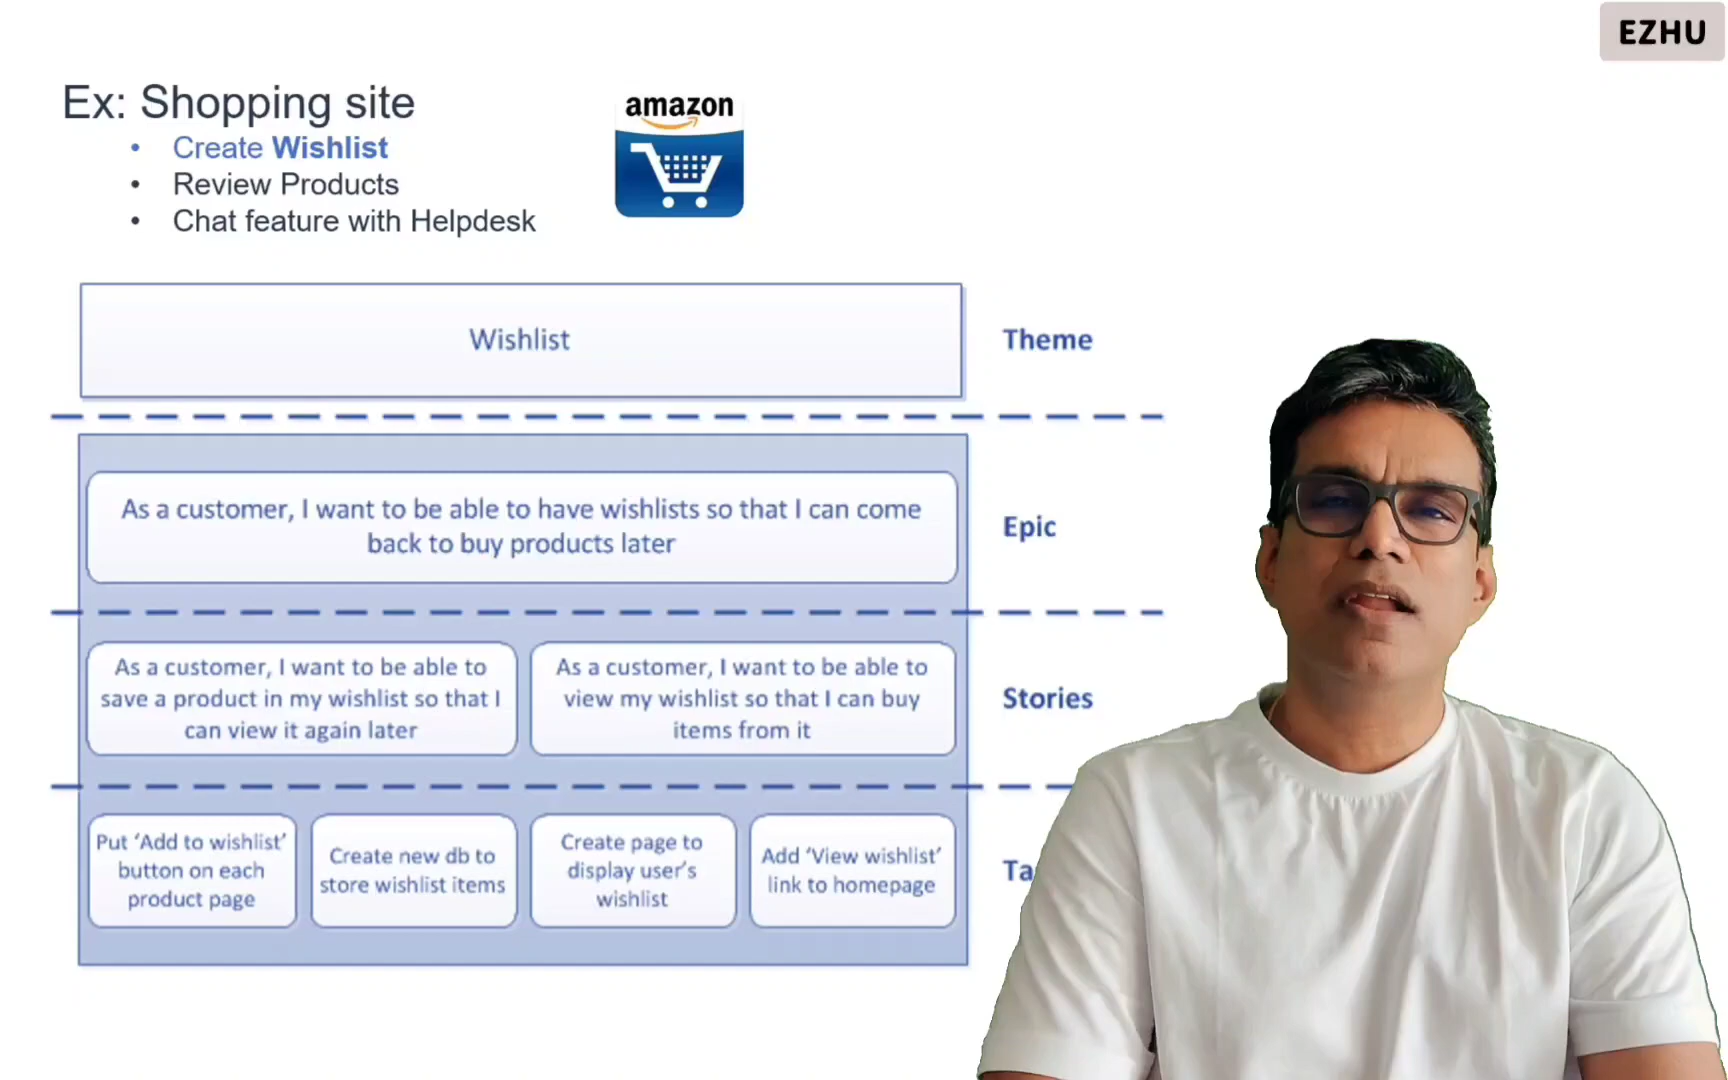 EZHU
Ex: Shopping site
• Create Wishlist
• Review Products
• Chat feature with Helpdesk
amazon
Wishlist
Theme
As a customer, I want to be able to have wishlists so that I can come
back to buy products later
Epic
As a customer, I want to be able to
save a product in my wishlist so that I
can view it again later
As a customer, I want to be able to
view my wishlist so that I can buy
items from it
Stories
Put ‘Add to wishlist’
button on each
product page
Create new db to
store wishlist items
Create page to
display user’s
wishlist
Add ‘View wishlist’
link to homepage
Ta